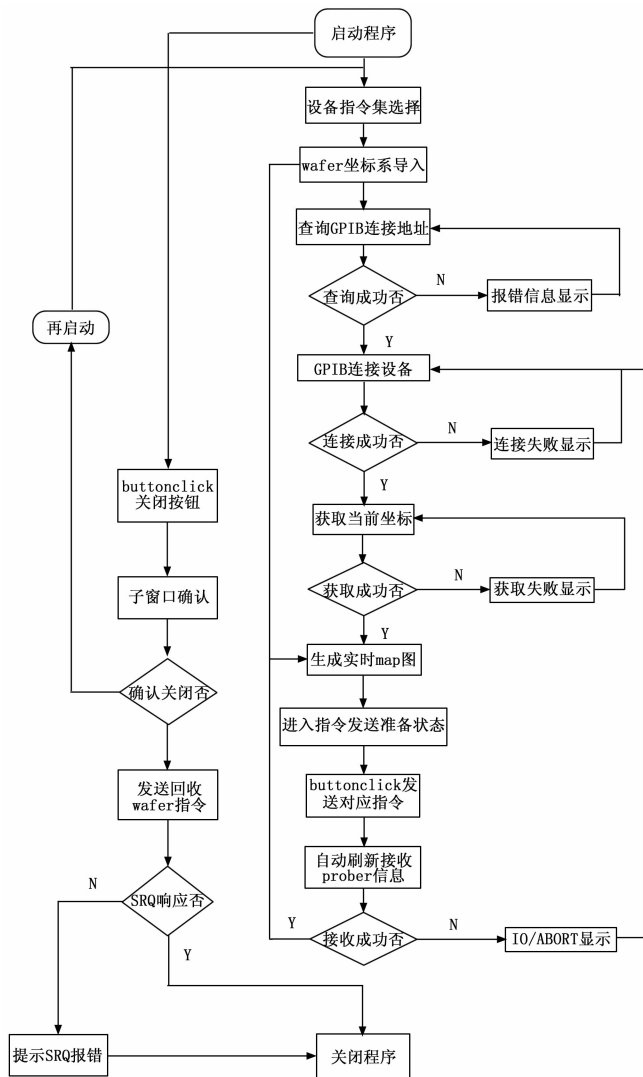 启动程序
设备指令集选择
wafer坐标系导入
查询GPIB连接地址
查询成功否
N
报错信息显示
Y
再启动
GPIB连接设备
连接成功否
N
连接失败显示
Y
buttonclick
关闭按钮
获取当前坐标
获取成功否
N
获取失败显示
Y
子窗口确认
生成实时map图
确认关闭否
进入指令发送准备状态
发送回收
wafer指令
buttonclick发
送对应指令
自动刷新接收
prober信息
N
SRQ响应否
Y
Y
接收成功否
N
IO/ABORT显示
提示SRQ报错
关闭程序